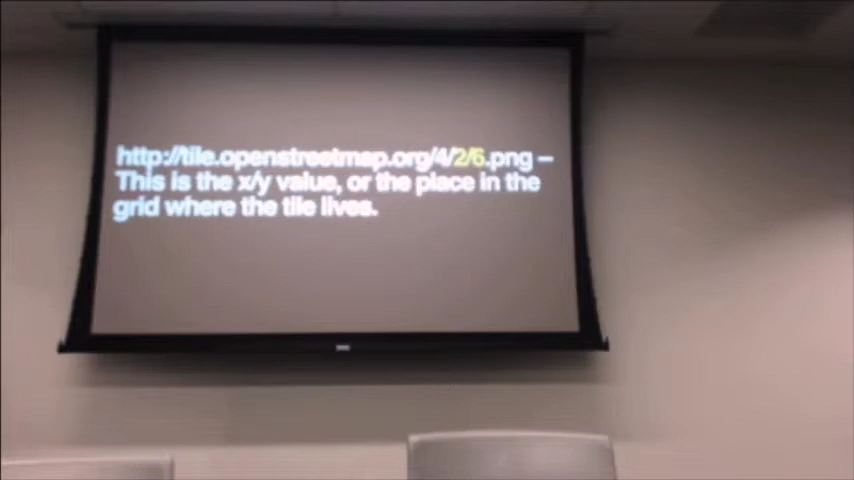 http://tile.openstreetmap.org/4/2/6.png –
This is the x/y value, or the place in the
grid where the tile lives.